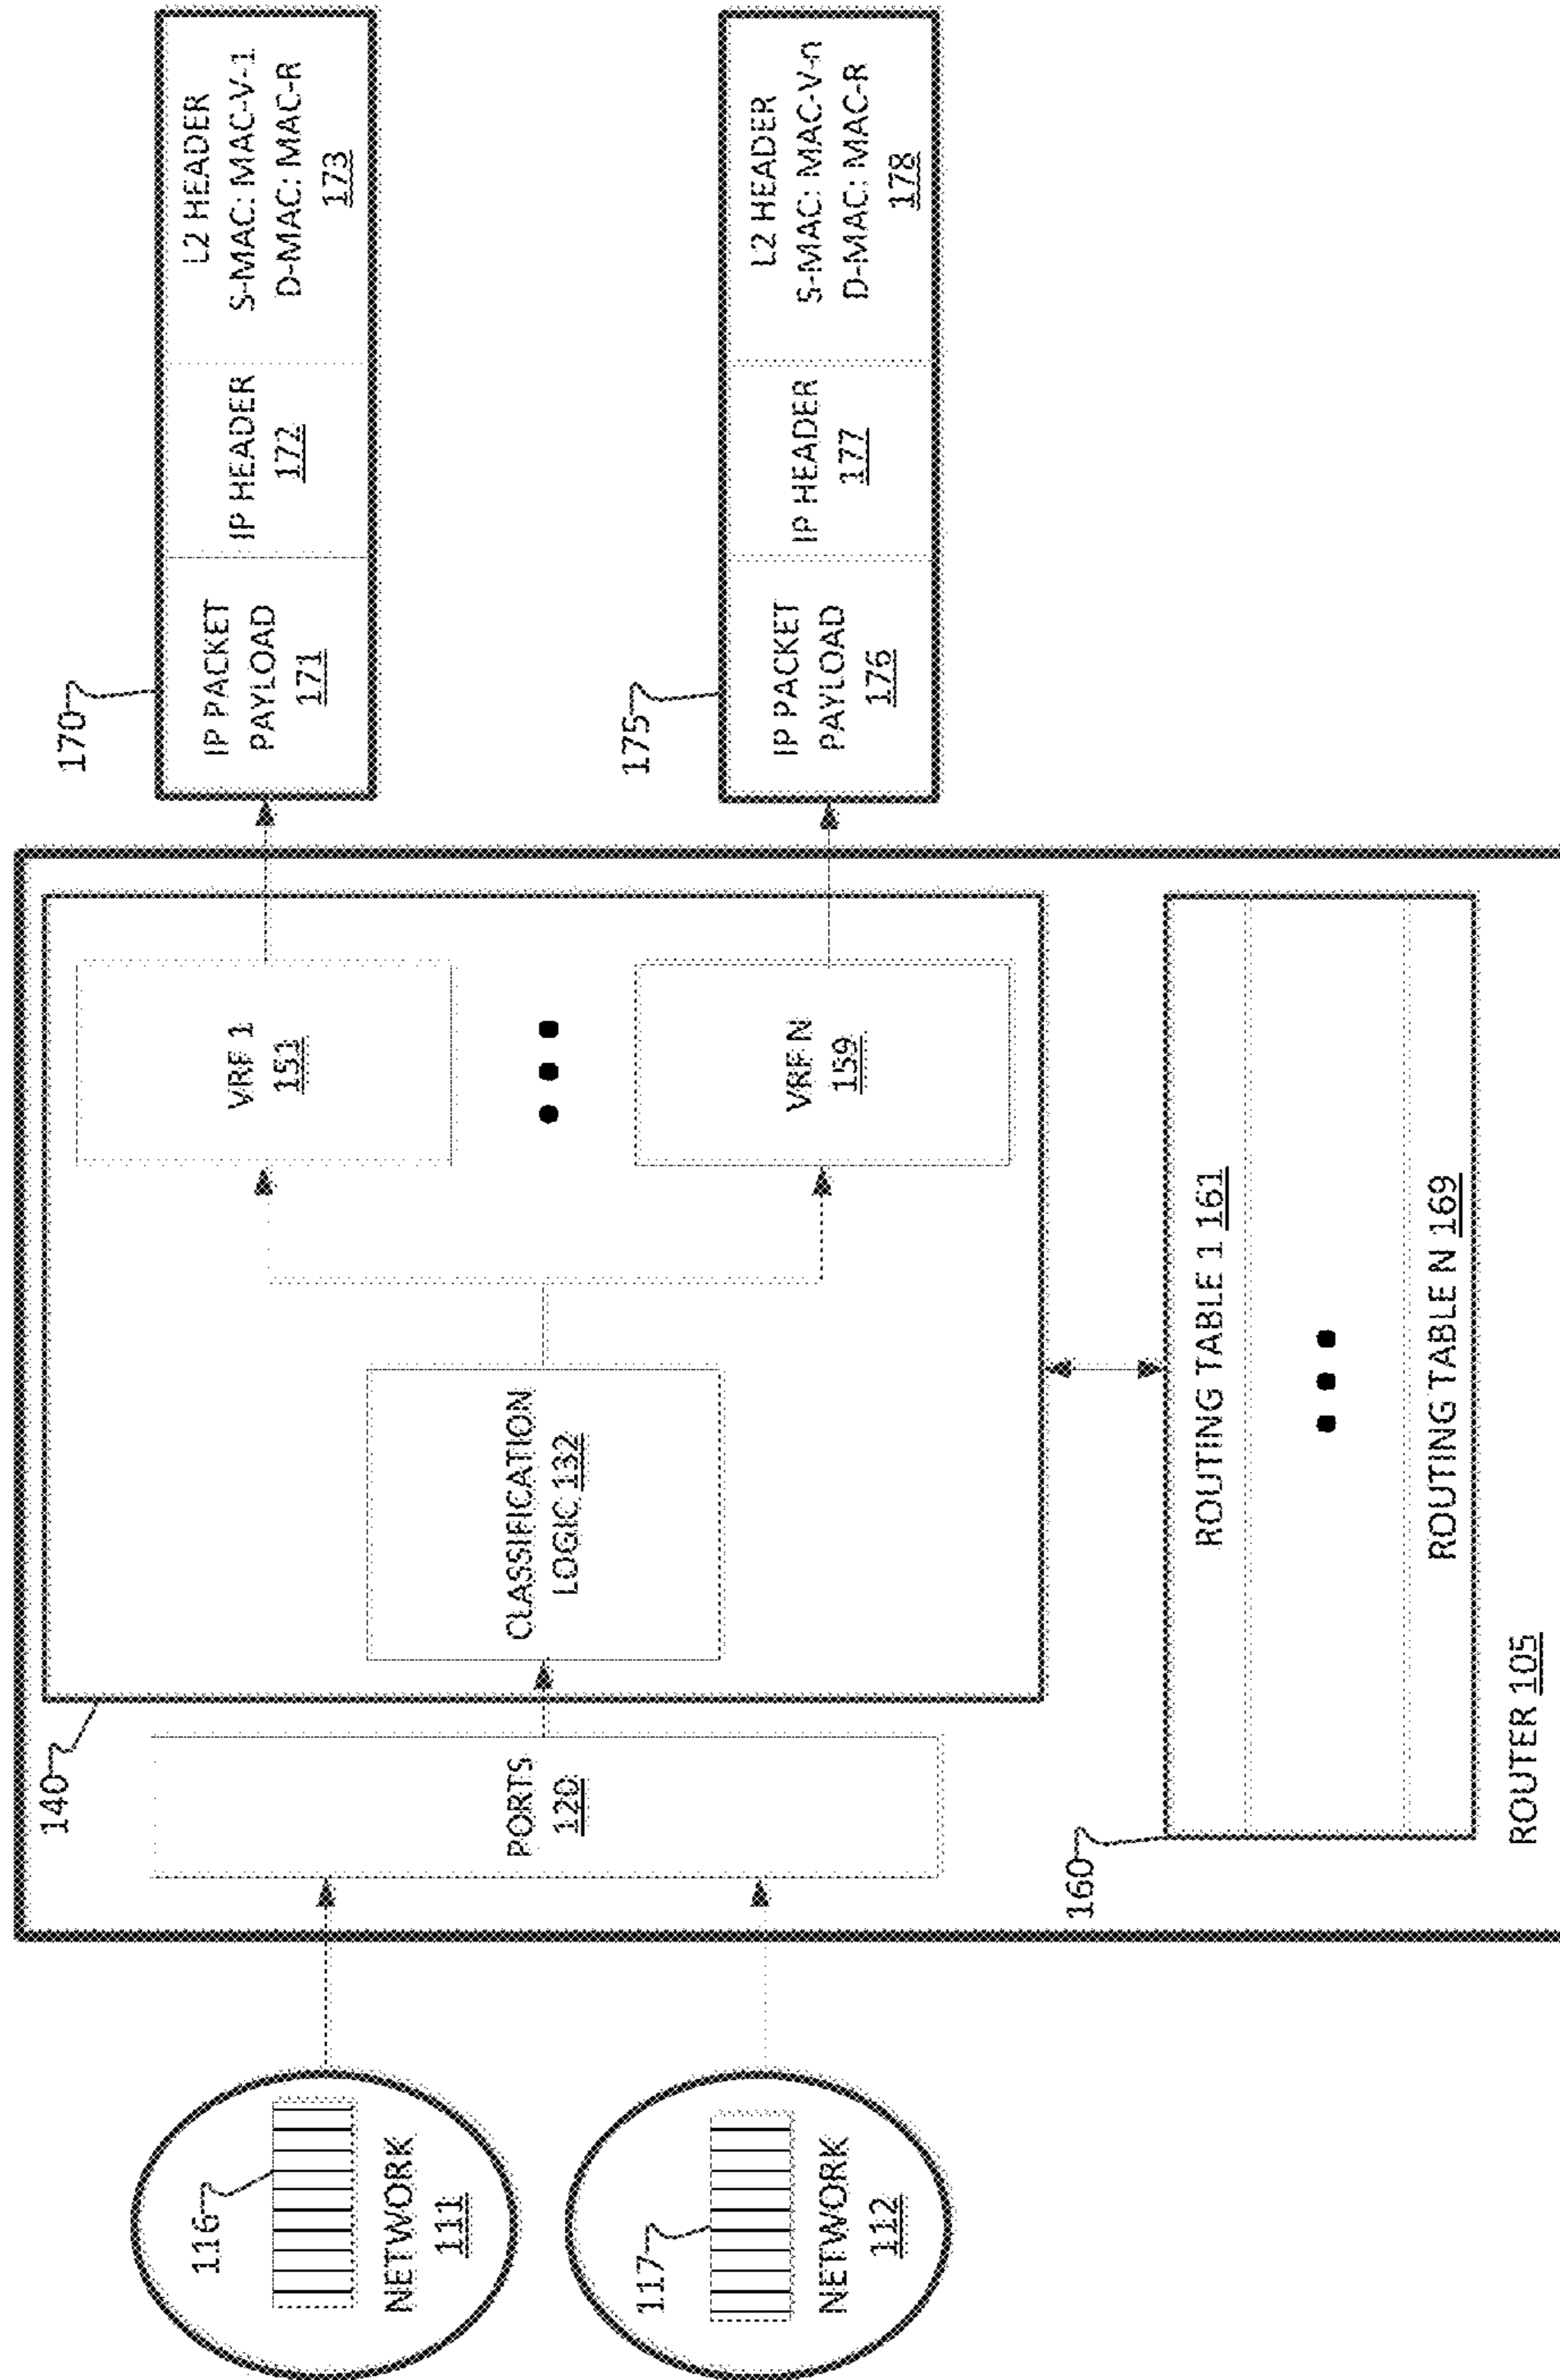 116
NETWORK
111
117
NETWORK
112
140
PORTS
120
CLASSIFICATION
LOGIC 132
VRF 1
151
VRF N
159
160
ROUTING TABLE 1 161
ROUTING TABLE N 169
ROUTER 105
170
IP PACKET
PAYLOAD
171
IP HEADER
172
L2 HEADER
S-MAC: MAC-V-1
D-MAC: MAC-R
173
175
IP PACKET
PAYLOAD
176
IP HEADER
177
L2 HEADER
S-MAC: MAC-V-n
D-MAC: MAC-R
178